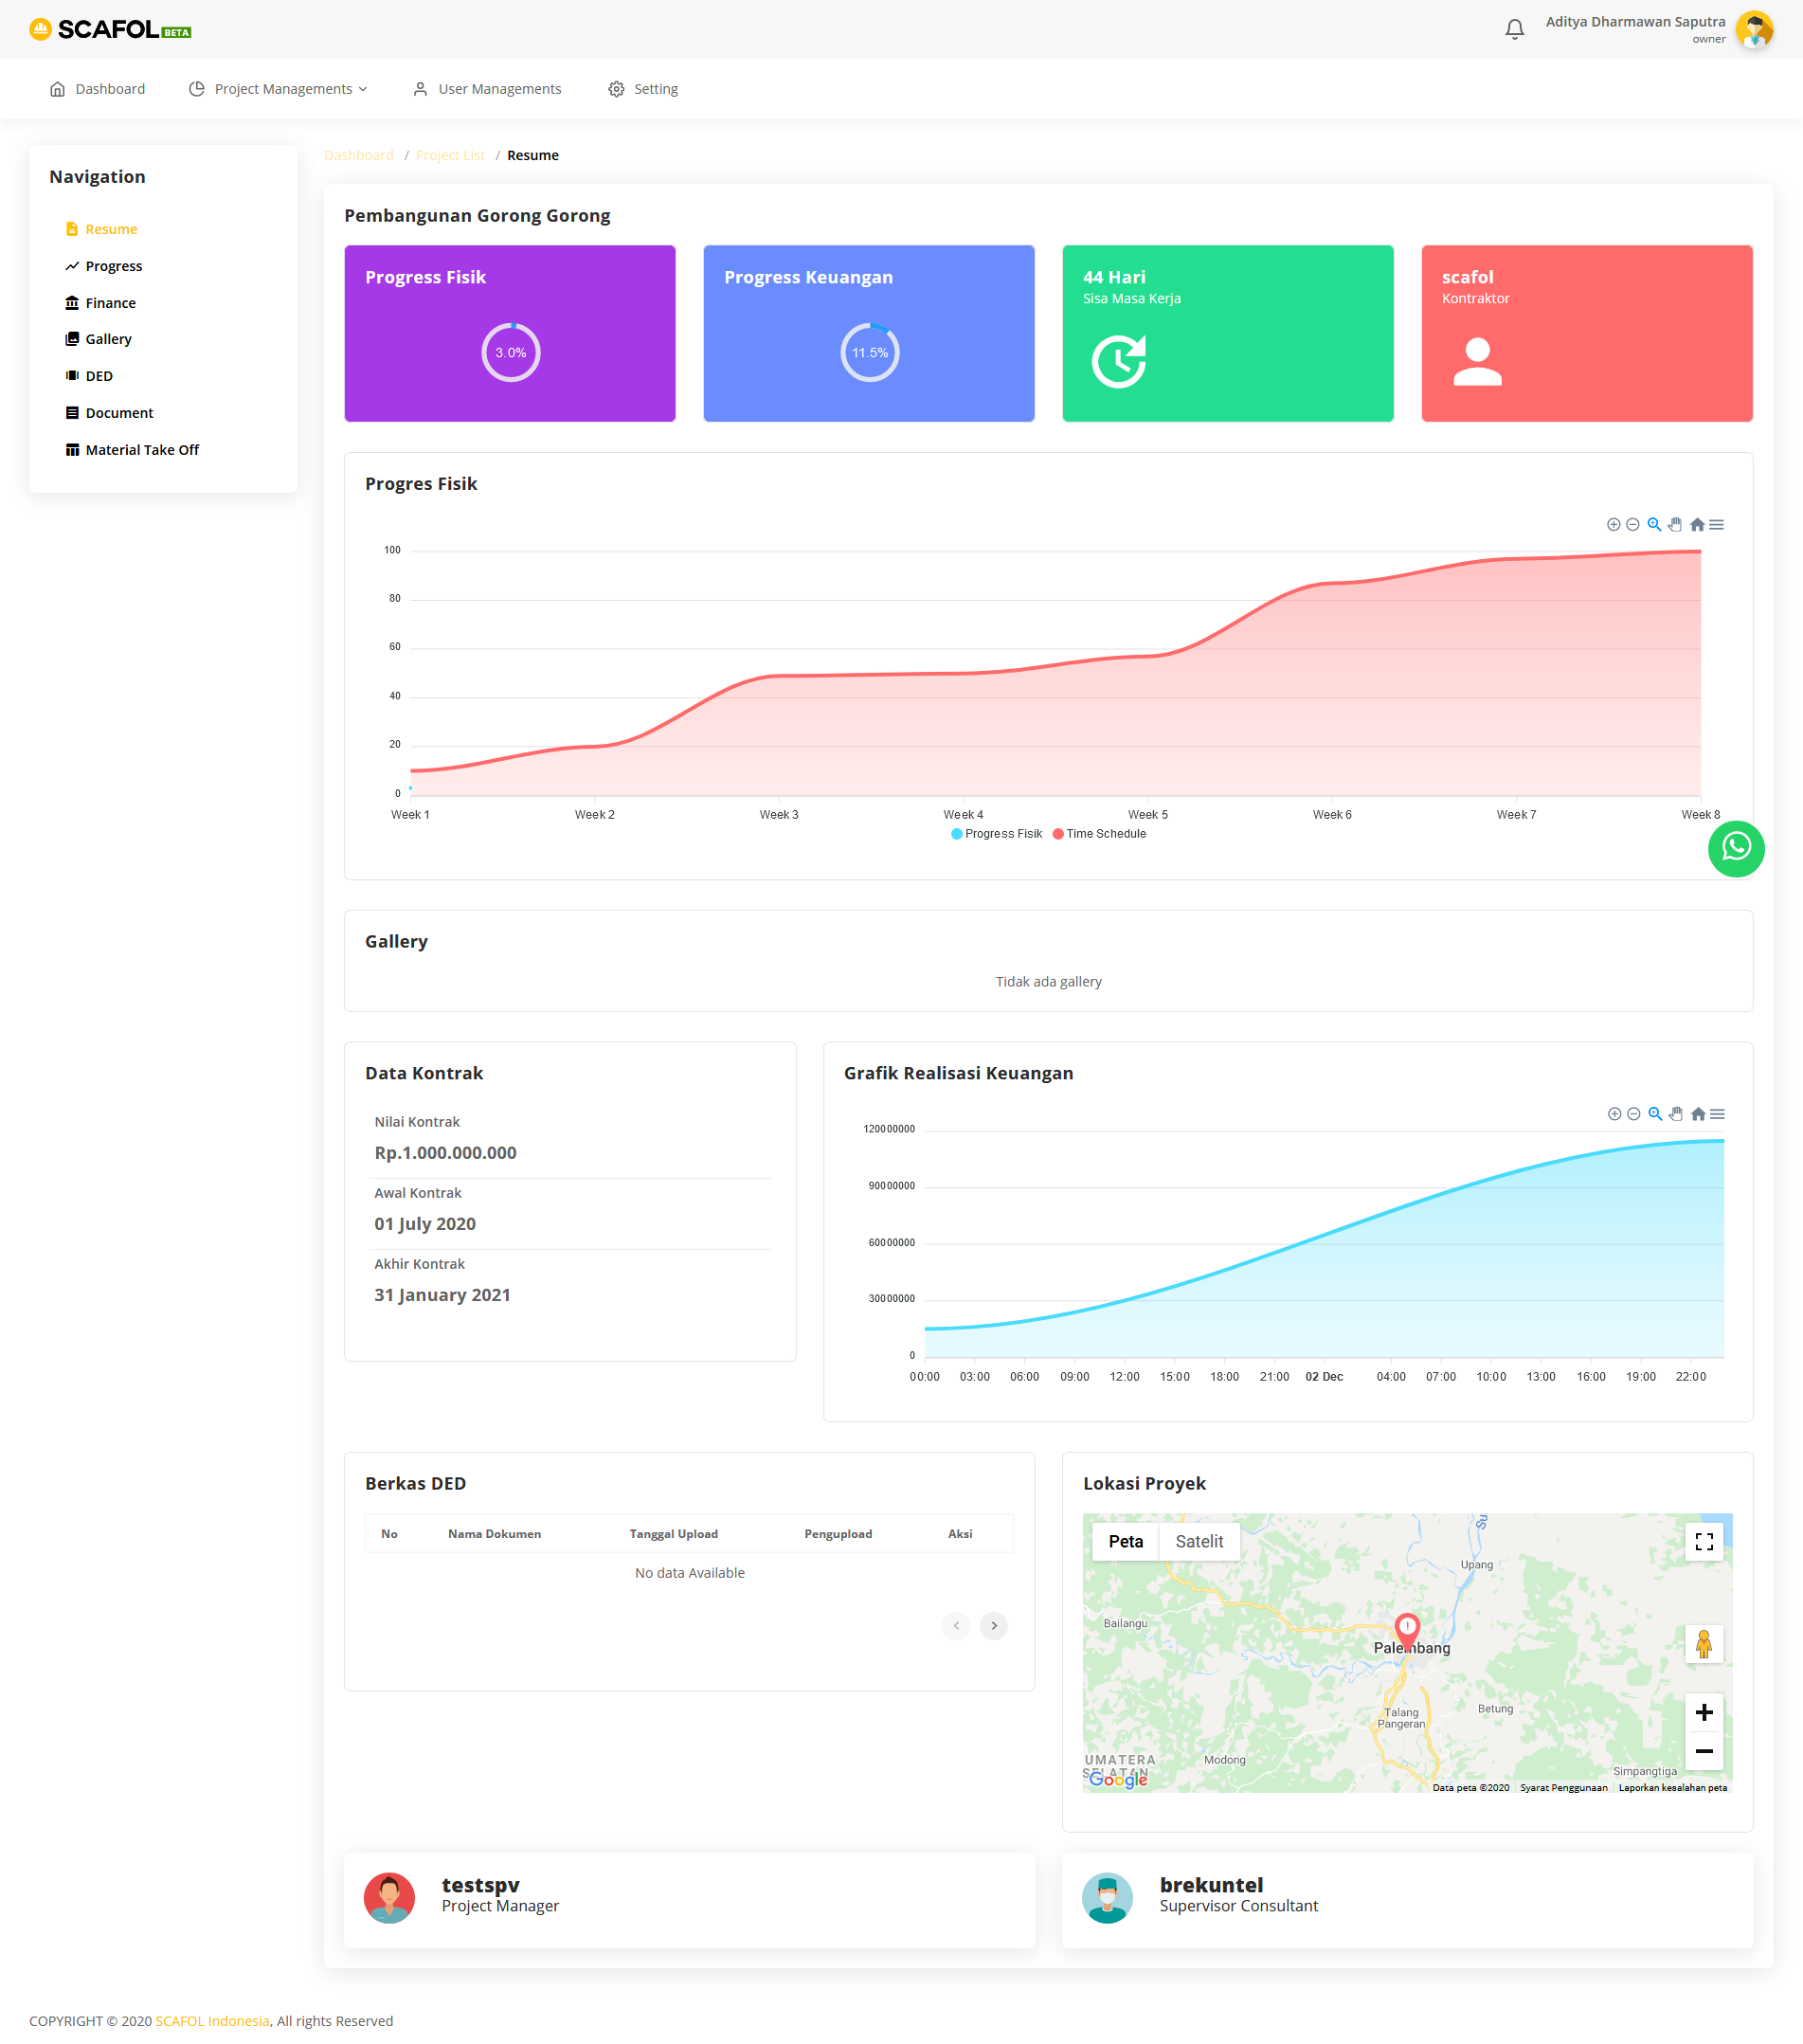 SCAFOL BETA
Aditya Dharmawan Saputra
owner
Dashboard
Project Managements
User Managements
Setting
Navigation
Resume
Progress
Finance
Gallery
DED
Document
Material Take Off
Dashboard / Project List / Resume
Pembangunan Gorong Gorong
Progress Fisik
3.0%
Progress Keuangan
11.5%
44 Hari
Sisa Masa Kerja
scafol
Kontraktor
Progres Fisik
100
80
60
40
20
0
Week 1 Week 2 Week 3 Week 4 Week 5 Week 6 Week 7 Week 8
Progress Fisik Time Schedule
Gallery
Tidak ada gallery
Data Kontrak
Nilai Kontrak
Rp.1.000.000.000
Awal Kontrak
01 July 2020
Akhir Kontrak
31 January 2021
Grafik Realisasi Keuangan
120000000
90000000
60000000
30000000
0
00:00 03:00 06:00 09:00 12:00 15:00 18:00 21:00 02 Dec 04:00 07:00 10:00 13:00 16:00 19:00 22:00
Berkas DED
No Nama Dokumen Tanggal Upload Pengupload Aksi
No data Available
Lokasi Proyek
Peta Satelit
Su
Upang
Bailangu
Palembang
Talang
Pangeran
Betung
Modong
UMATERA
SELATAN
Simpangtiga
Google
Data peta ©2020 Syarat Penggunaan Laporkan kesalahan peta
testspv
Project Manager
brekuntel
Supervisor Consultant
COPYRIGHT © 2020 SCAFOL Indonesia, All rights Reserved